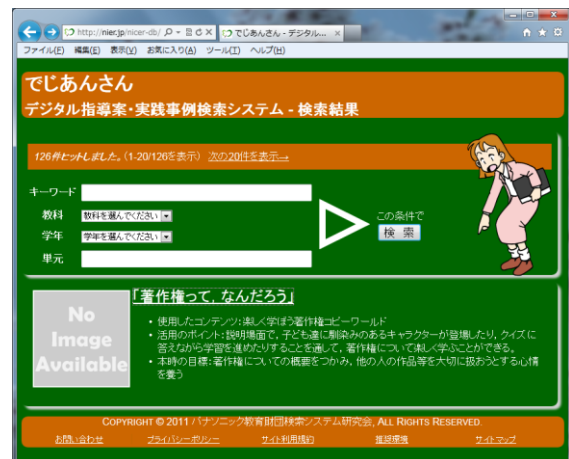 http://nier.jp/nicer-db/
でじあんさん - デジタル...
ファイル(F) 編集(E) 表示(V) お気に入り(A) ツール(T) ヘルプ(H)
でじあんさん
デジタル指導案・実践事例検索システム - 検索結果
126件ヒットしました。(1-20/126を表示) 次の20件を表示→
キーワード
教科 教科を選んでください
学年 学年を選んでください
単元
この条件で
検 索
No
Image
Available
「著作権って，なんだろう」
• 使用したコンテンツ:楽しく学ぼう著作権コピーワールド
• 活用のポイント:説明場面で，子ども達に馴染みのあるキャラクターが登場したり，クイズに
答えながら学習を進めたりすることを通して，著作権について楽しく学ぶことができる。
• 本時の目標:著作権についての概要をつかみ，他の人の作品等を大切に扱おうとする心情
を養う
COPYRIGHT © 2011 パナソニック教育財団検索システム研究会, ALL RIGHTS RESERVED.
お問い合わせ プライバシーポリシー サイト利用規約 推奨環境 サイトマップ